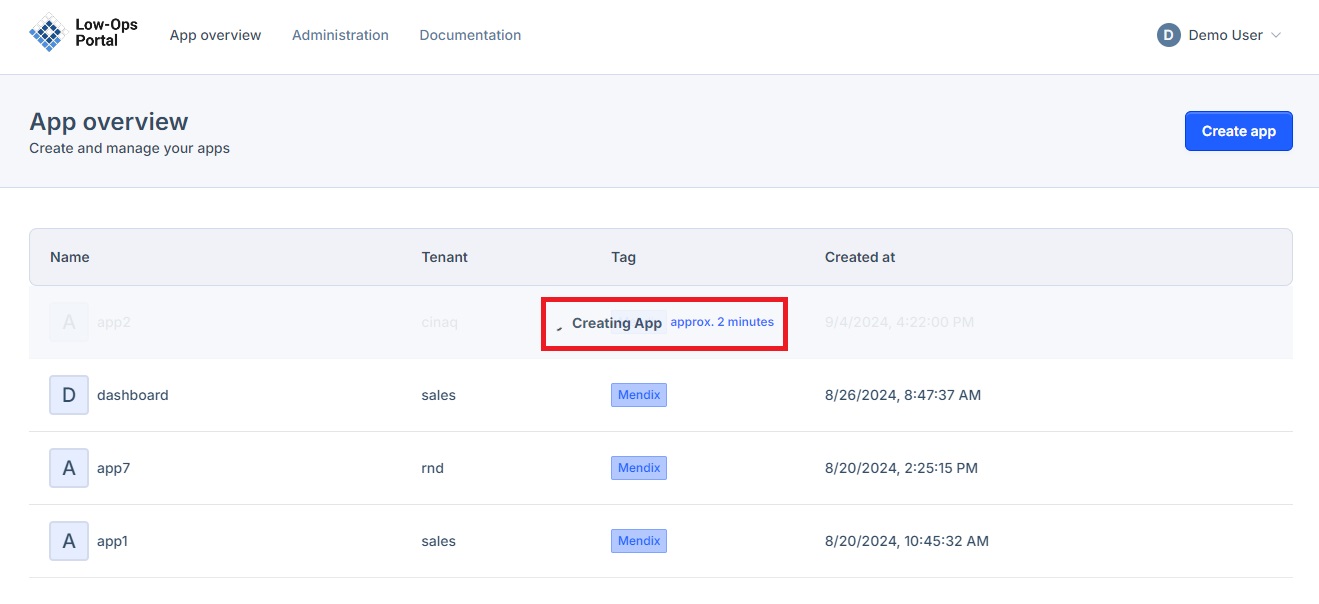 Low-Ops
Portal
App overview
Administration
Documentation
D
Demo User
App overview
Create and manage your apps
Create app
Name Tenant Tag Created at
A app2 cinaq Creating App approx. 2 minutes 9/4/2024, 4:22:00 PM
D dashboard sales Mendix 8/26/2024, 8:47:37 AM
A app7 rnd Mendix 8/20/2024, 2:25:15 PM
A app1 sales Mendix 8/20/2024, 10:45:32 AM